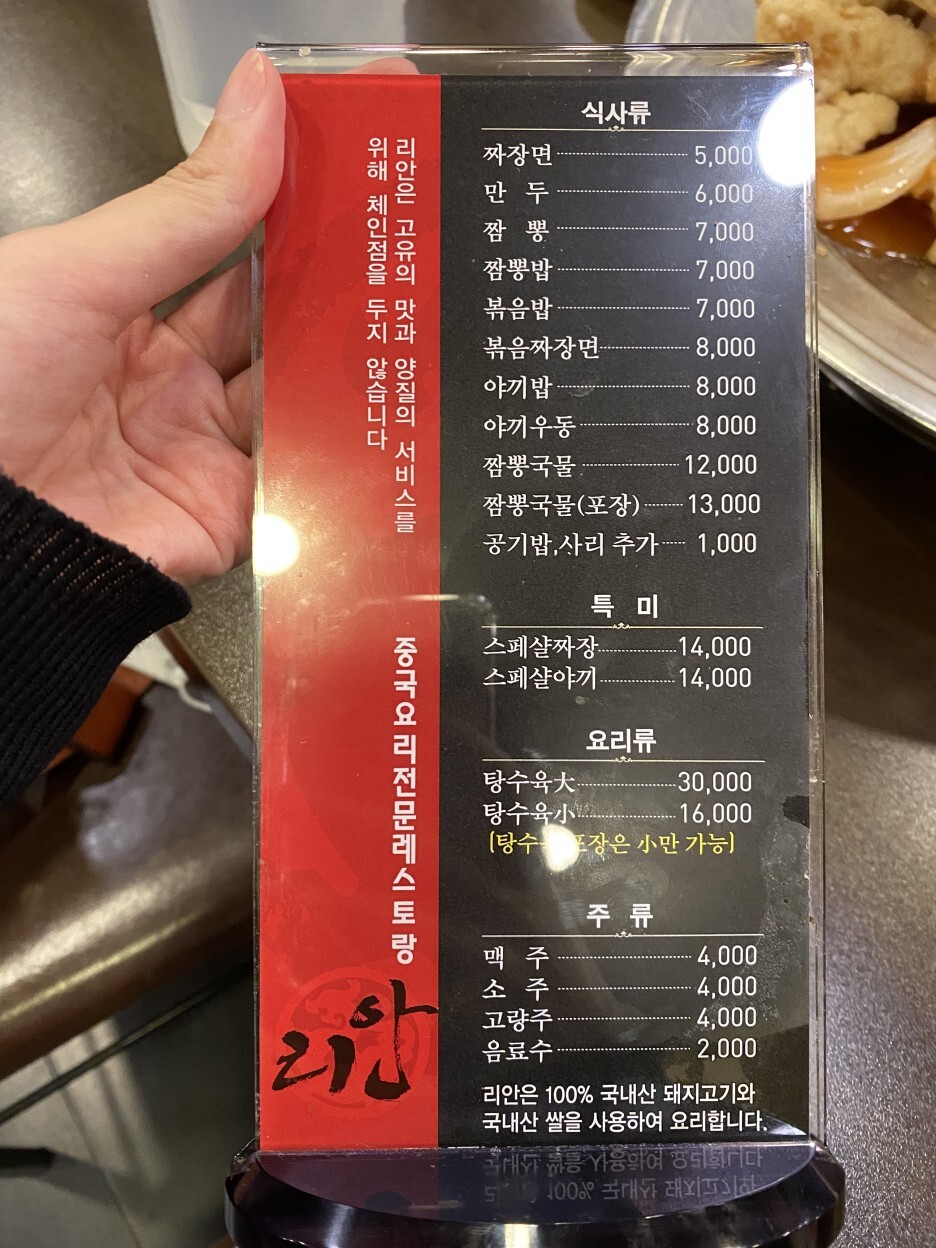 리안은 고유의 맛과 양질의 서비스를
위해 체인점을 두지 않습니다
중국요리전문레스토랑
리안
식사류
짜장면 5,000
만 두 6,000
짬 뽕 7,000
짬뽕밥 7,000
볶음밥 7,000
볶음짜장면 8,000
야끼밥 8,000
야끼우동 8,000
짬뽕국물 12,000
짬뽕국물(포장) 13,000
공기밥,사리 추가 1,000
특 미
스페샬짜장 14,000
스페샬야끼 14,000
요리류
탕수육大 30,000
탕수육小 16,000
(탕수 포장은 小만 가능)
주 류
맥 주 4,000
소 주 4,000
고량주 4,000
음료수 2,000
리안은 100% 국내산 돼지고기와
국내산 쌀을 사용하여 요리합니다.